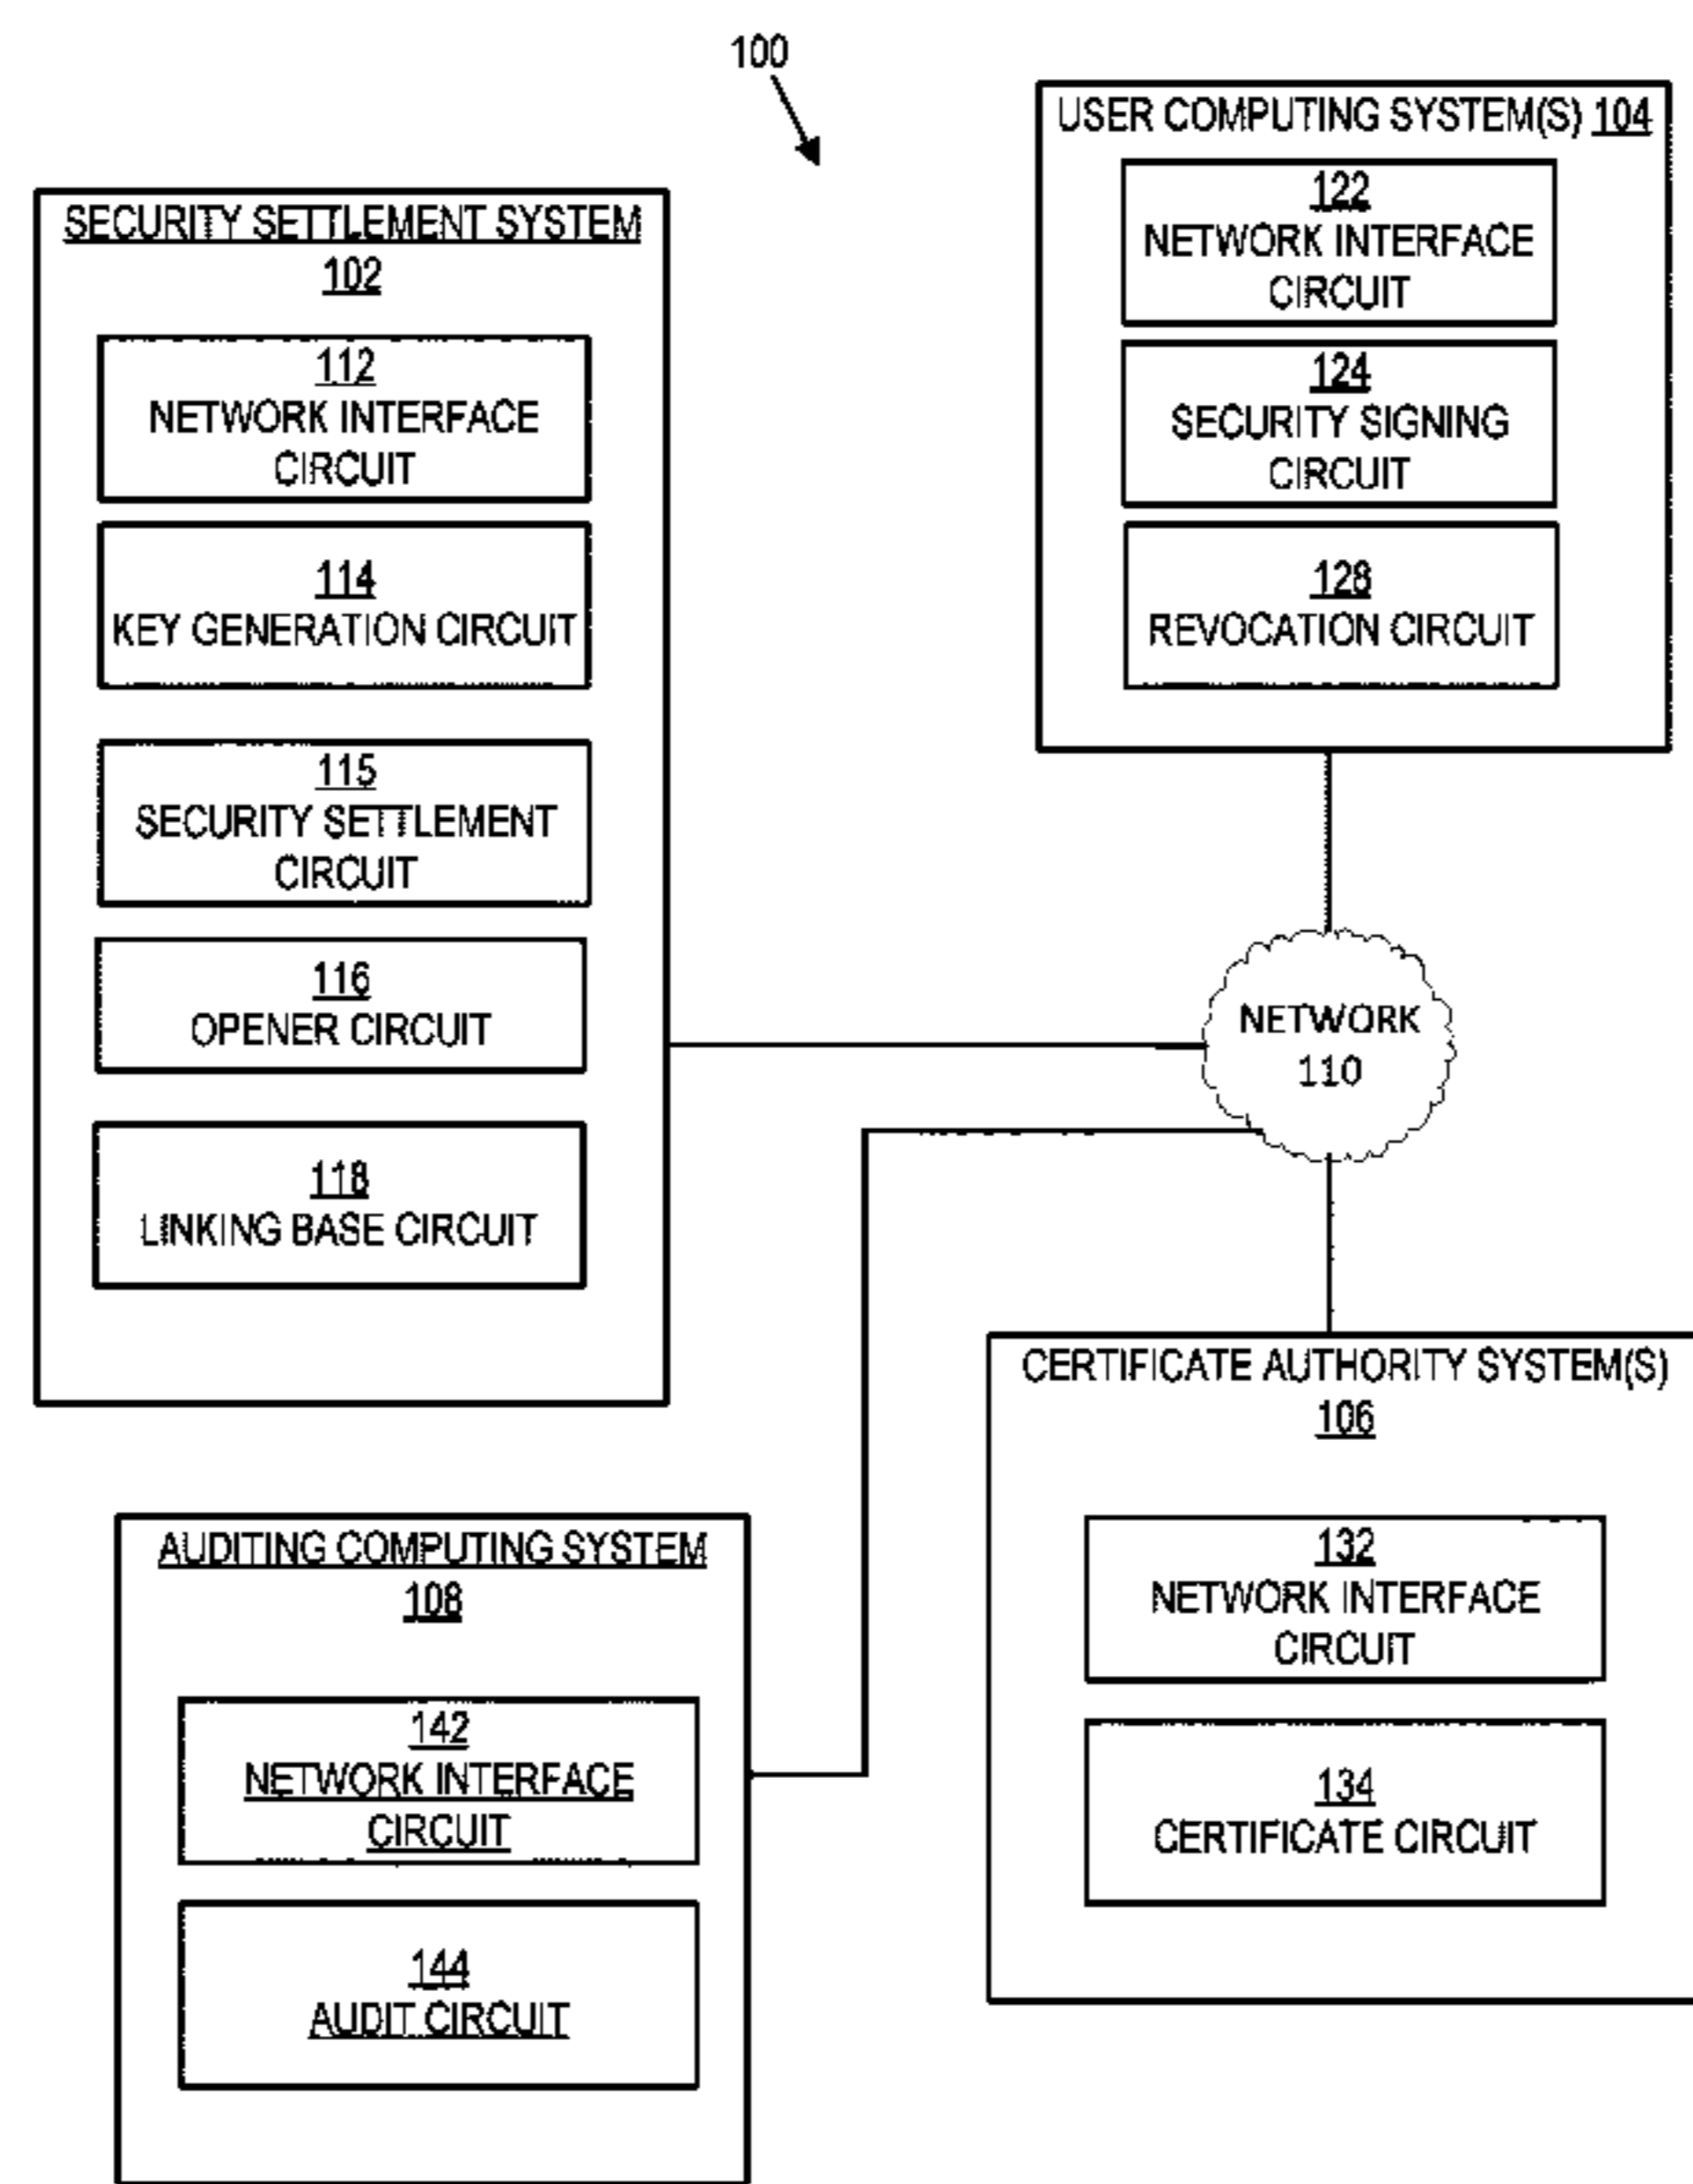 100
SECURITY SETTLEMENT SYSTEM
102
112
NETWORK INTERFACE
CIRCUIT
114
KEY GENERATION CIRCUIT
115
SECURITY SETTLEMENT
CIRCUIT
116
OPENER CIRCUIT
118
LINKING BASE CIRCUIT
USER COMPUTING SYSTEM(S) 104
122
NETWORK INTERFACE
CIRCUIT
124
SECURITY SIGNING
CIRCUIT
128
REVOCATION CIRCUIT
NETWORK
110
AUDITING COMPUTING SYSTEM
108
142
NETWORK INTERFACE
CIRCUIT
144
AUDIT CIRCUIT
CERTIFICATE AUTHORITY SYSTEM(S)
106
132
NETWORK INTERFACE
CIRCUIT
134
CERTIFICATE CIRCUIT